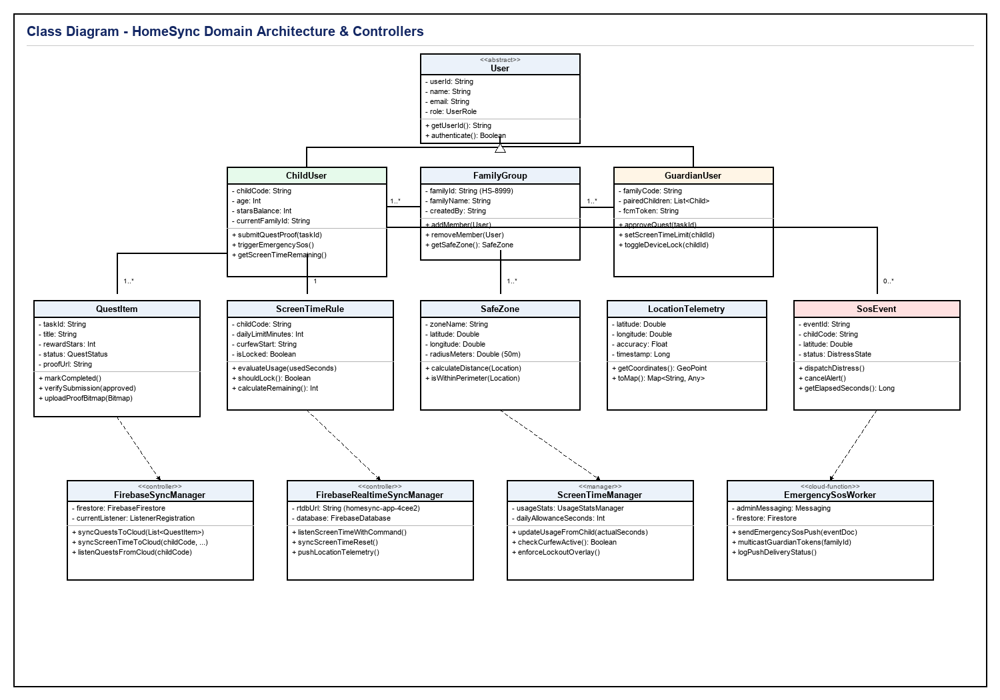 Class Diagram - HomeSync Domain Architecture & Controllers
<<abstract>>
User
- userId: String
- name: String
- email: String
- role: UserRole
+ getUserId(): String
+ authenticate(): Boolean
ChildUser
- childCode: String
- age: Int
- starsBalance: Int
- currentFamilyId: String
+ submitQuestProof(taskId)
+ triggerEmergencySos()
+ getScreenTimeRemaining()
1..*
FamilyGroup
- familyId: String (HS-8999)
- familyName: String
- createdBy: String
+ addMember(User)
+ removeMember(User)
+ getSafeZone(): SafeZone
1..*
GuardianUser
- familyCode: String
- pairedChildren: List<Child>
- fcmToken: String
+ approveQuest(taskId)
+ setScreenTimeLimit(childId)
+ toggleDeviceLock(childId)
1..*
1
1..*
0..*
QuestItem
- taskId: String
- title: String
- rewardStars: Int
- status: QuestStatus
- proofUrl: String
+ markCompleted()
+ verifySubmission(approved)
+ uploadProofBitmap(Bitmap)
ScreenTimeRule
- childCode: String
- dailyLimitMinutes: Int
- curfewStart: String
- isLocked: Boolean
+ evaluateUsage(usedSeconds)
+ shouldLock(): Boolean
+ calculateRemaining(): Int
SafeZone
- zoneName: String
- latitude: Double
- longitude: Double
- radiusMeters: Double (50m)
+ calculateDistance(Location)
+ isWithinPerimeter(Location)
LocationTelemetry
- latitude: Double
- longitude: Double
- accuracy: Float
- timestamp: Long
+ getCoordinates(): GeoPoint
+ toMap(): Map<String, Any>
SosEvent
- eventId: String
- childCode: String
- latitude: Double
- status: DistressState
+ dispatchDistress()
+ cancelAlert()
+ getElapsedSeconds(): Long
<<controller>>
FirebaseSyncManager
- firestore: FirebaseFirestore
- currentListener: ListenerRegistration
+ syncQuestsToCloud(List<QuestItem>)
+ syncScreenTimeToCloud(childCode, ...)
+ listenQuestsFromCloud(childCode)
<<controller>>
FirebaseRealtimeSyncManager
- rtdbUrl: String (homesync-app-4cee2)
- database: FirebaseDatabase
+ listenScreenTimeWithCommand()
+ syncScreenTimeReset()
+ pushLocationTelemetry()
<<manager>>
ScreenTimeManager
- usageStats: UsageStatsManager
- dailyAllowanceSeconds: Int
+ updateUsageFromChild(actualSeconds)
+ checkCurfewActive(): Boolean
+ enforceLockoutOverlay()
<<cloud-function>>
EmergencySosWorker
- adminMessaging: Messaging
- firestore: Firestore
+ sendEmergencySosPush(eventDoc)
+ multicastGuardianTokens(familyId)
+ logPushDeliveryStatus()